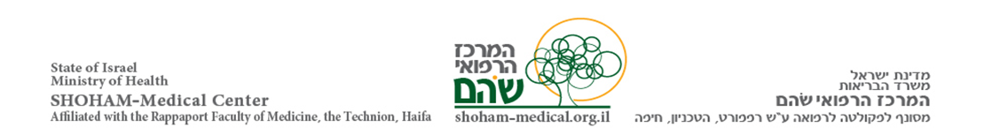 State of Israel
Ministry of Health
SHOHAM-Medical Center
Affiliated with the Rappaport Faculty of Medicine, the Technion, Haifa
המרכז
הרפואי
שׂהם
shoham-medical.org.il
מדינת ישראל
משרד הבריאות
המרכז הרפואי שׂהם
מסונף לפקולטה לרפואה ע"ש רפפורט, הטכניון, חיפה